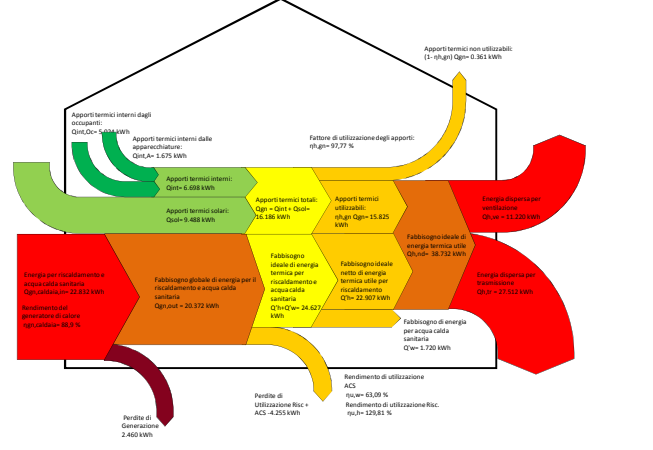 Apporti termici non utilizzabili:
(1- ηh,gn) Qgn= 0.361 kWh
Apporti termici interni dagli
occupanti:
Qint,Oc= 5.024 kWh
Apporti termici interni dalle
apparecchiature:
Qint,A= 1.675 kWh
Fattore di utilizzazione degli apporti:
ηh,gn= 97,77 %
Apporti termici interni:
Qint= 6.698 kWh
Apporti termici solari:
Qsol= 9.488 kWh
Apporti termici totali:
Qgn = Qint + Qsol=
16.186 kWh
Apporti termici
utilizzabili:
ηh,gn Qgn= 15.825
kWh
Energia dispersa per
ventilazione
Qh,ve = 11.220 kWh
Fabbisogno ideale di
energia termica utile
Qh,nd= 38.732 kWh
Energia per riscaldamento e
acqua calda sanitaria
Qgn,caldaia,in= 22.832 kWh
Rendimento del
generatore di calore
ηgn,caldaia= 88,9 %
Fabbisogno globale di energia per il
riscaldamento e acqua calda
sanitaria
Qgn,out = 20.372 kWh
Fabbisogno
ideale di energia
termica per
riscaldamento e
acqua calda
sanitaria
Q'h+Q'w= 24.627
kWh
Fabbisogno ideale
netto di energia
termica utile per
riscaldamento
Q'h= 22.907 kWh
Energia dispersa per
trasmissione
Qh,tr = 27.512 kWh
Fabbisogno di energia
per acqua calda
sanitaria
Q'w= 1.720 kWh
Perdite di
Generazione
2.460 kWh
Perdite di
Utilizzazione Risc +
ACS -4.255 kWh
Rendimento di utilizzazione
ACS
ηu,w= 63,09 %
Rendimento di utilizzazione Risc.
ηu,h= 129,81 %